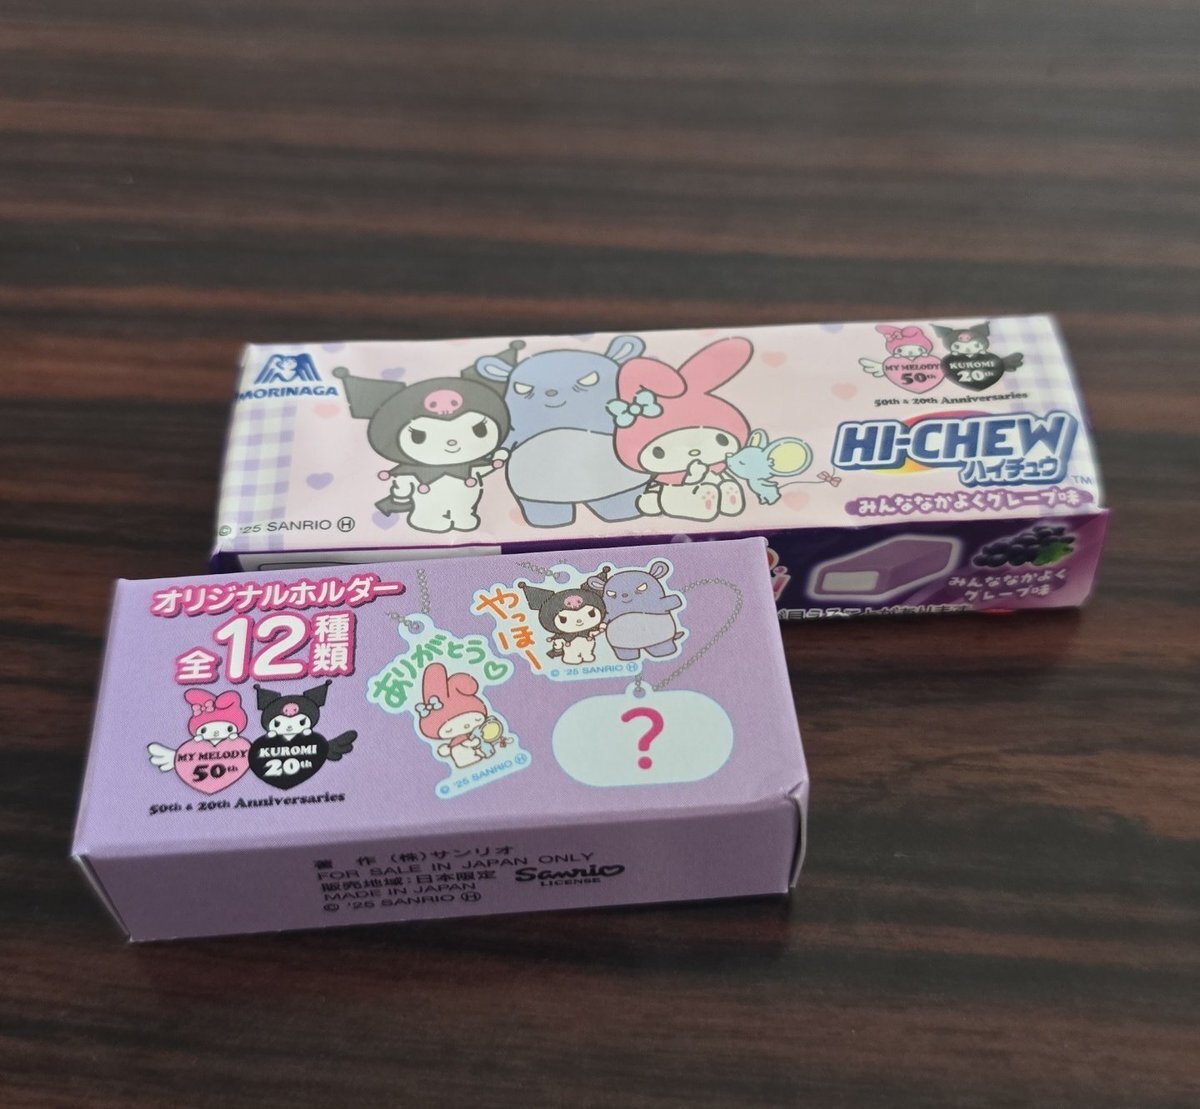 MORINAGA
MY MELODY
50th
KUROMI
20th
50th & 20th Anniversaries
HI-CHEW
ハイチュウ
TM
みんななかよくグレープ味
© '25 SANRIO Ⓗ
みんななかよく
グレープ味
オリジナルホルダー
全12種類
MY MELODY
50th
KUROMI
20th
50th & 20th Anniversaries
ありがとう♡
© '25 SANRIO Ⓗ
やっほー
© '25 SANRIO Ⓗ
?
著 作 (株)サンリオ
FOR SALE IN JAPAN ONLY
販売地域:日本限定
MADE IN JAPAN
© '25 SANRIO Ⓗ
Sanrio
LICENSE